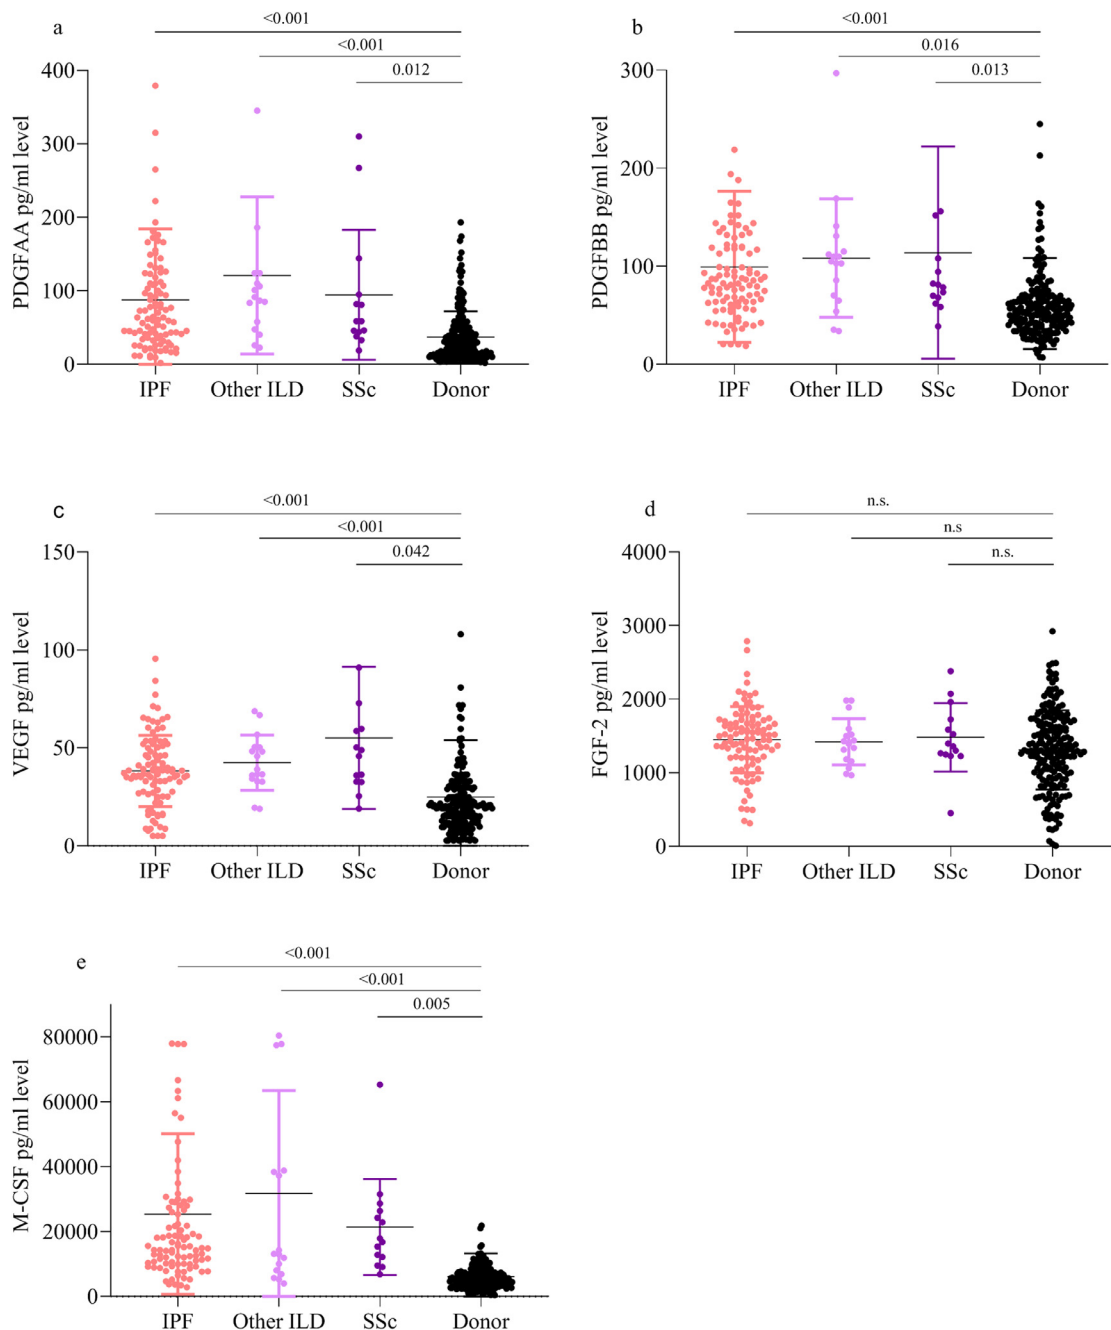 a
<0.001
<0.001
0.012
PDGFAA pg/ml level
400
300
200
100
0
IPF Other ILD SSc Donor
b
<0.001
0.016
0.013
PDGFBB pg/ml level
300
200
100
0
IPF Other ILD SSc Donor
c
<0.001
<0.001
0.042
VEGF pg/ml level
150
100
50
0
IPF Other ILD SSc Donor
d
n.s.
n.s
n.s.
FGF-2 pg/ml level
4000
3000
2000
1000
0
IPF Other ILD SSc Donor
e
<0.001
<0.001
0.005
M-CSF pg/ml level
80000
60000
40000
20000
0
IPF Other ILD SSc Donor